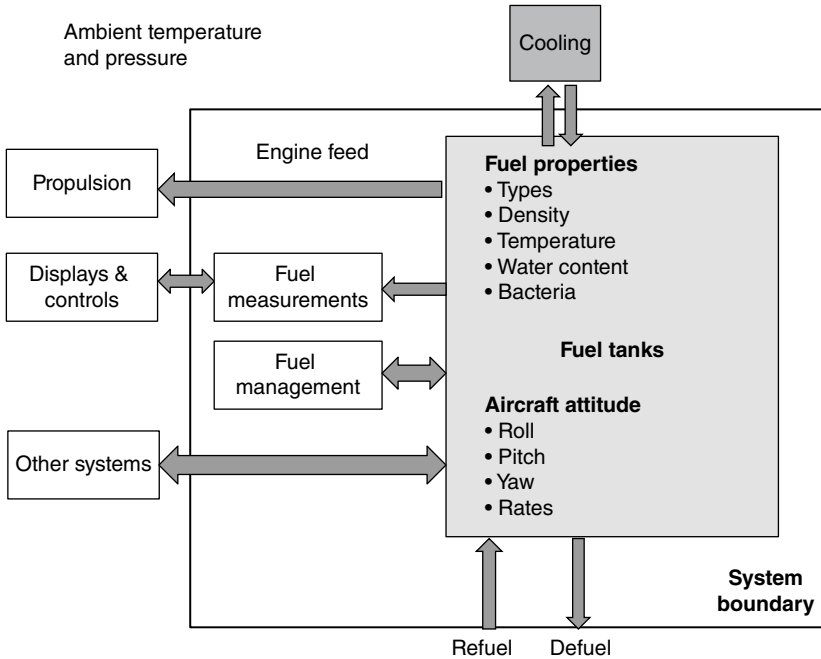 Ambient temperature
and pressure
Cooling
Engine feed
Propulsion
Fuel properties
• Types
• Density
• Temperature
• Water content
• Bacteria
Displays &
controls
Fuel
measurements
Fuel
management
Fuel tanks
Aircraft attitude
• Roll
• Pitch
• Yaw
• Rates
Other systems
System
boundary
Refuel
Defuel